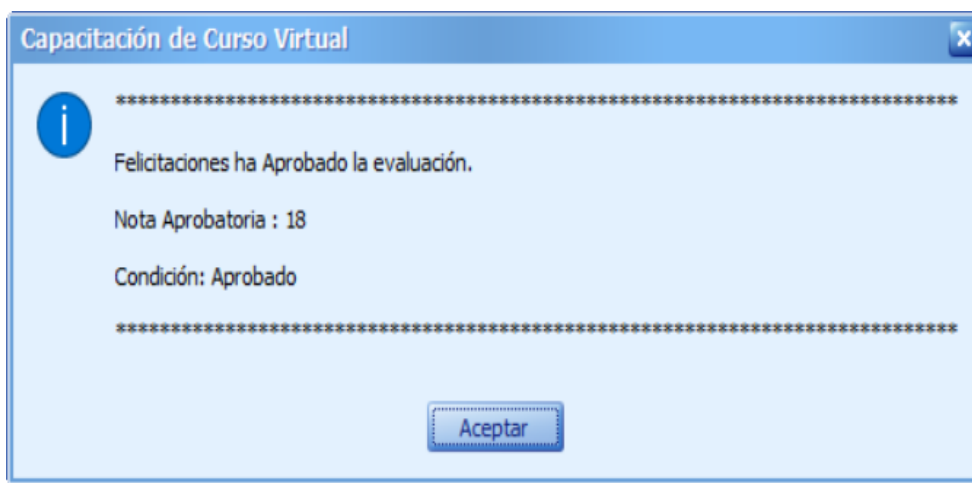 Capacitación de Curso Virtual
*****************************************************************************
Felicitaciones ha Aprobado la evaluación.
Nota Aprobatoria : 18
Condición: Aprobado
*****************************************************************************
Aceptar